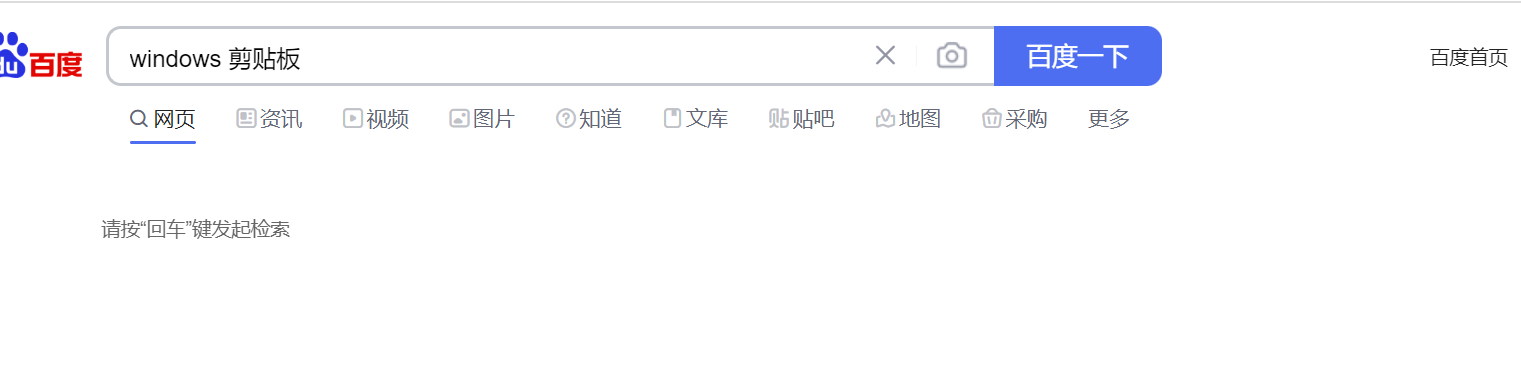 du百度 windows 剪贴板 百度一下 百度首页
网页 资讯 视频 图片 知道 文库 贴 贴吧 地图 采购 更多
请按“回车”键发起检索